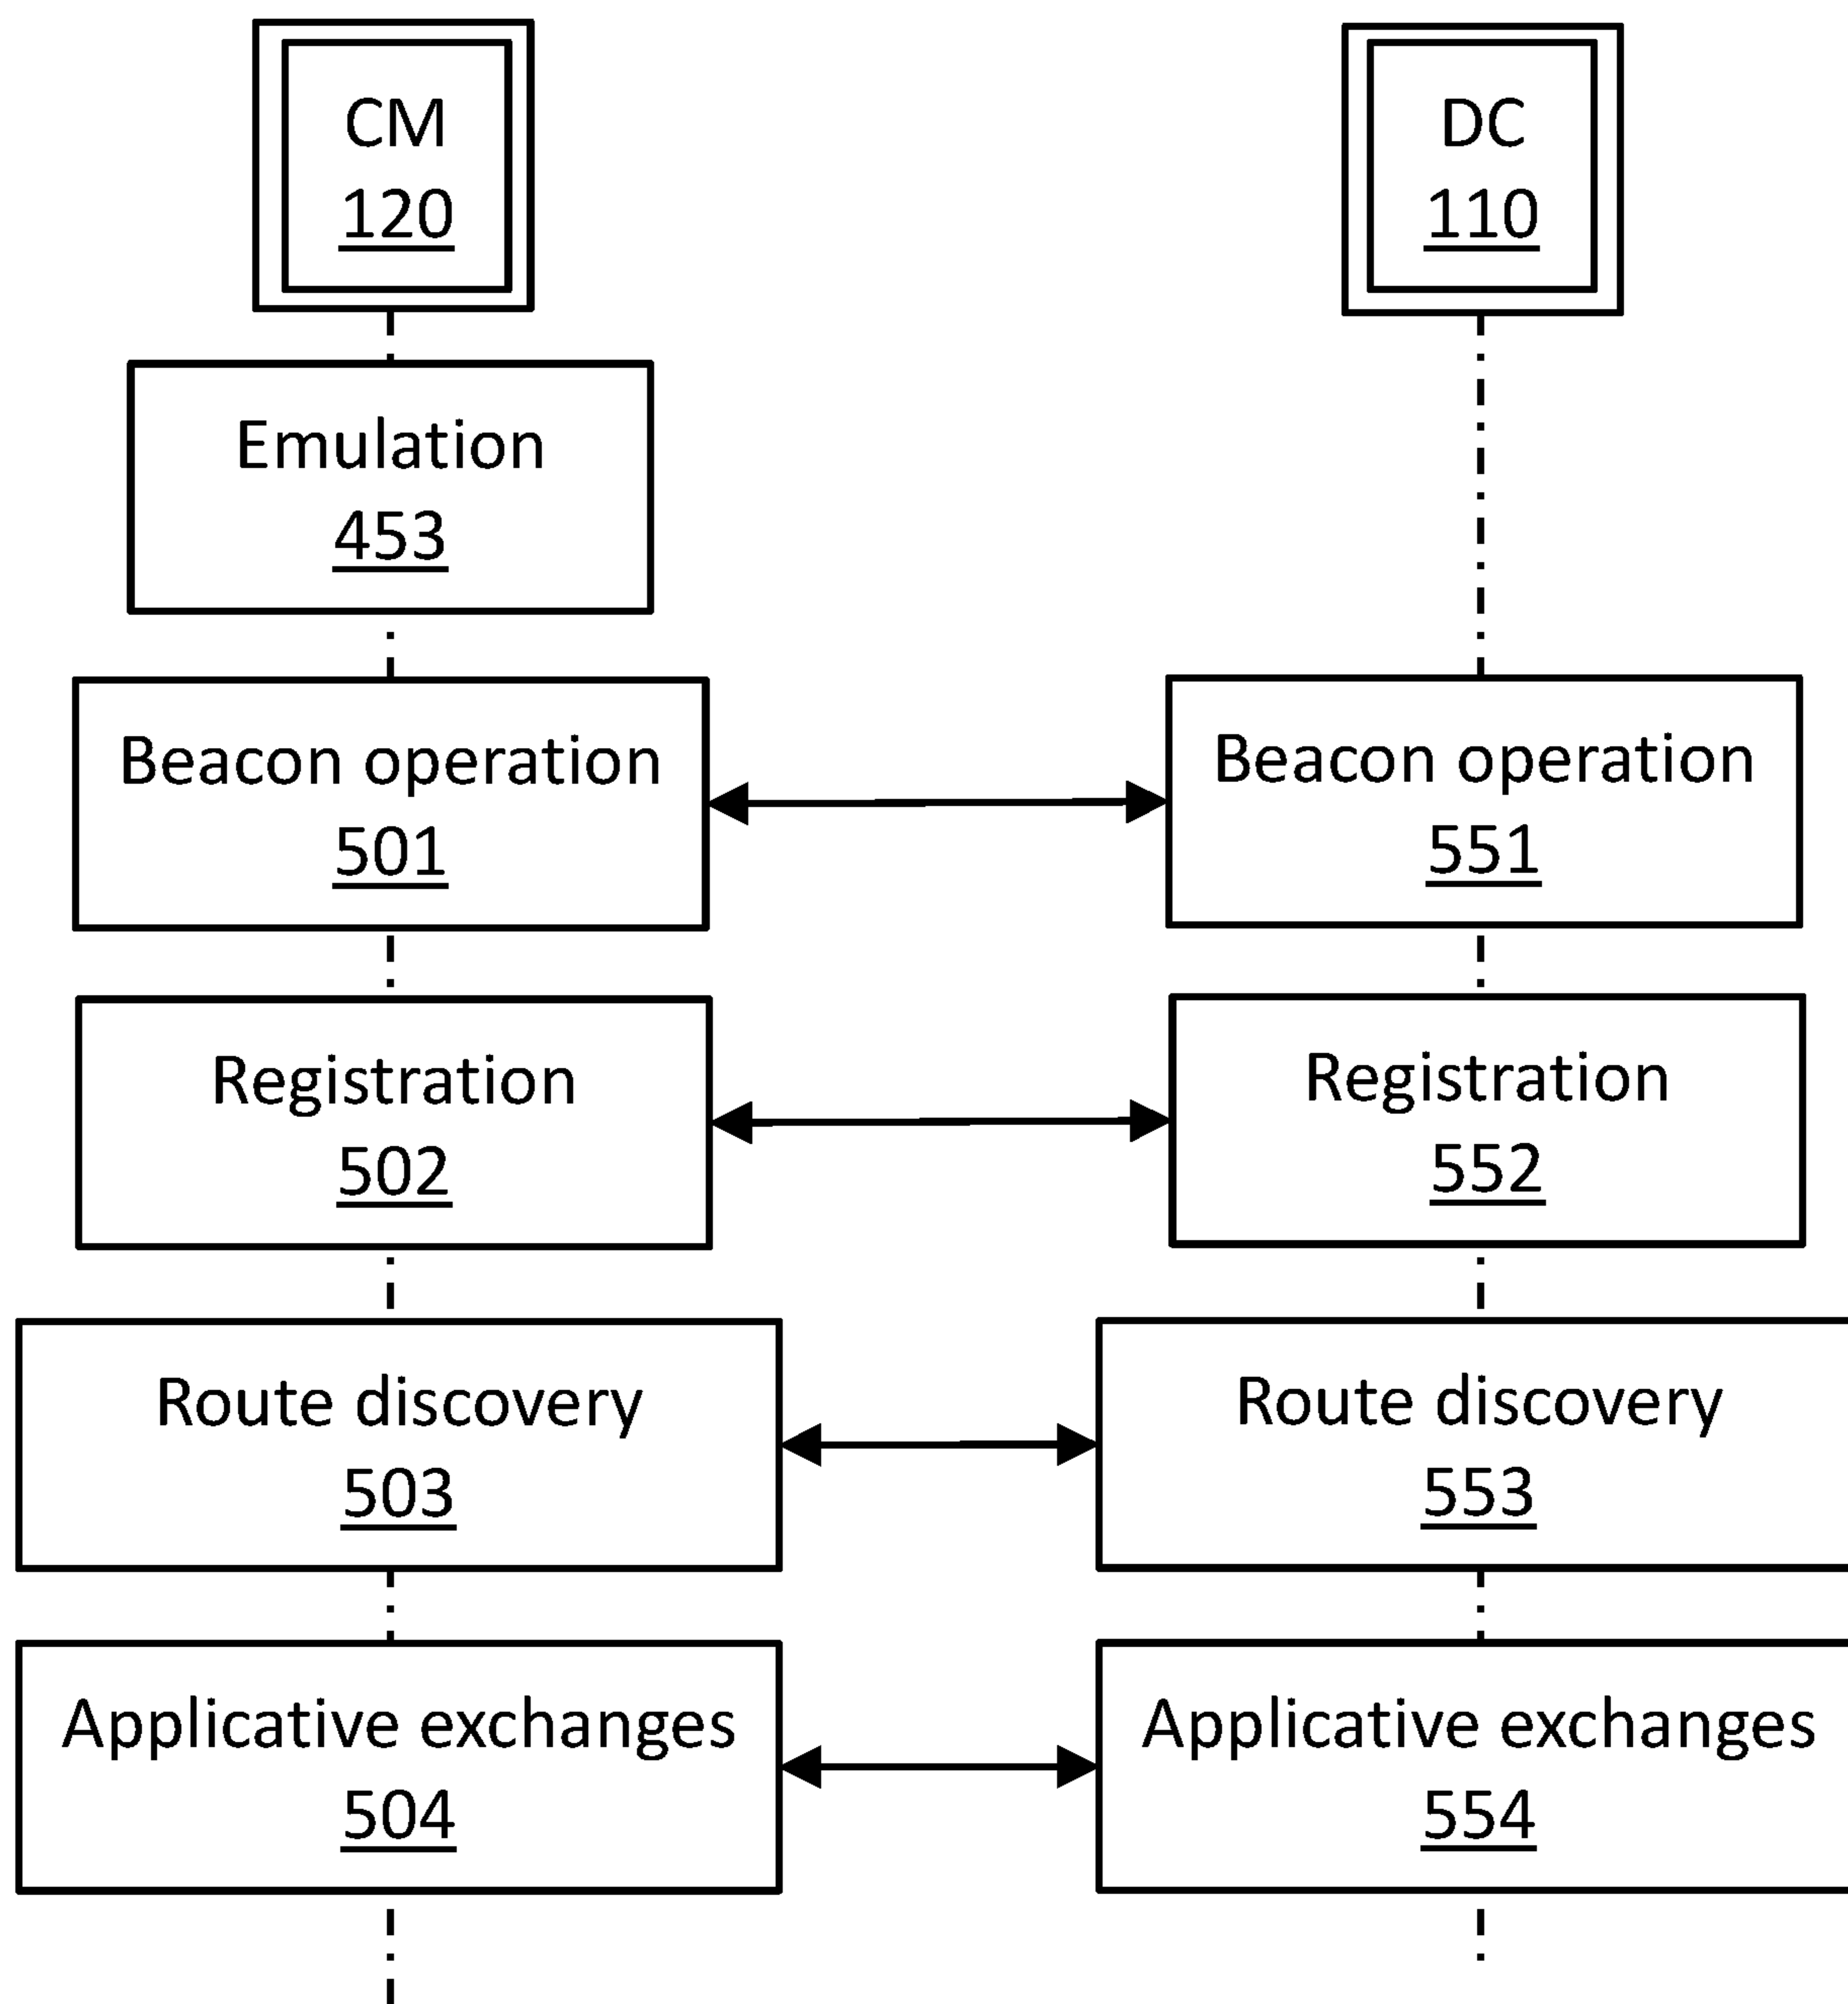 CM
120
DC
110
Emulation
453
Beacon operation
501
Beacon operation
551
Registration
502
Registration
552
Route discovery
503
Route discovery
553
Applicative exchanges
504
Applicative exchanges
554